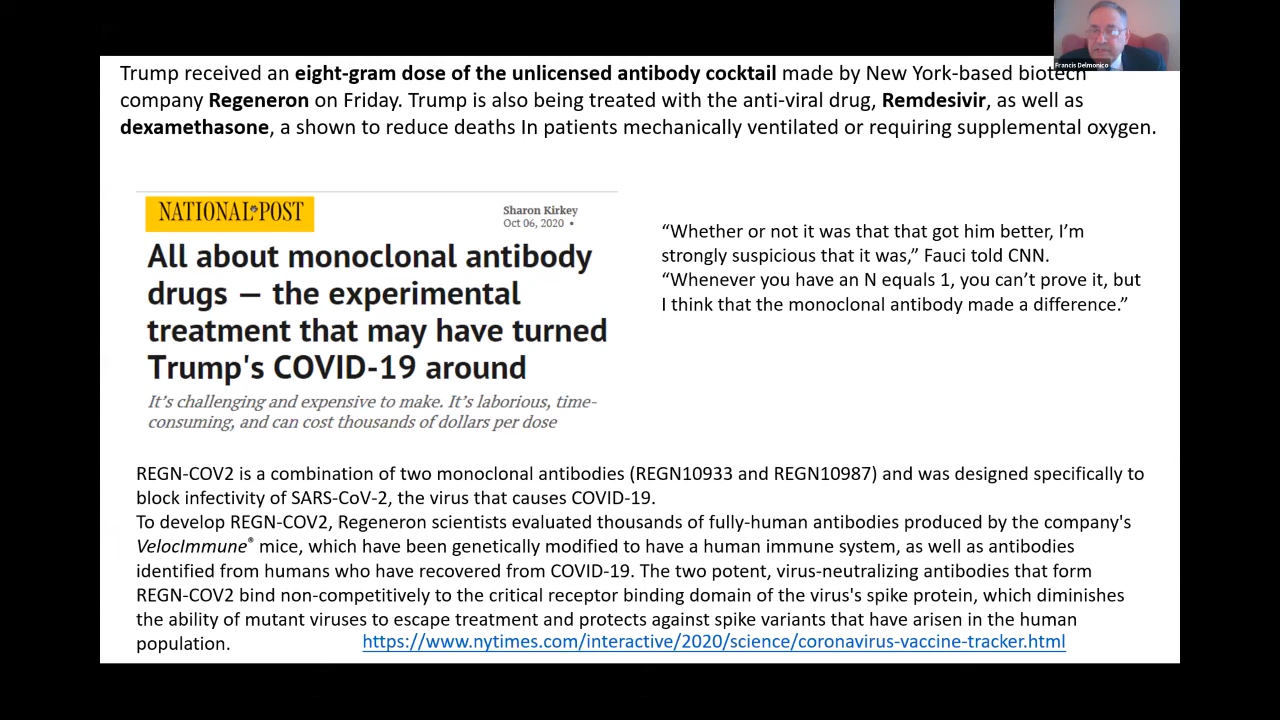 Francis Delmonico
Trump received an eight-gram dose of the unlicensed antibody cocktail made by New York-based biotech
company Regeneron on Friday. Trump is also being treated with the anti-viral drug, Remdesivir, as well as
dexamethasone, a shown to reduce deaths In patients mechanically ventilated or requiring supplemental oxygen.
NATIONAL POST
Sharon Kirkey
Oct 06, 2020 •
All about monoclonal antibody
drugs — the experimental
treatment that may have turned
Trump's COVID-19 around
It's challenging and expensive to make. It's laborious, time-
consuming, and can cost thousands of dollars per dose
“Whether or not it was that that got him better, I’m
strongly suspicious that it was,” Fauci told CNN.
“Whenever you have an N equals 1, you can’t prove it, but
I think that the monoclonal antibody made a difference.”
REGN-COV2 is a combination of two monoclonal antibodies (REGN10933 and REGN10987) and was designed specifically to
block infectivity of SARS-CoV-2, the virus that causes COVID-19.
To develop REGN-COV2, Regeneron scientists evaluated thousands of fully-human antibodies produced by the company's
VelocImmune® mice, which have been genetically modified to have a human immune system, as well as antibodies
identified from humans who have recovered from COVID-19. The two potent, virus-neutralizing antibodies that form
REGN-COV2 bind non-competitively to the critical receptor binding domain of the virus's spike protein, which diminishes
the ability of mutant viruses to escape treatment and protects against spike variants that have arisen in the human
population.
https://www.nytimes.com/interactive/2020/science/coronavirus-vaccine-tracker.html